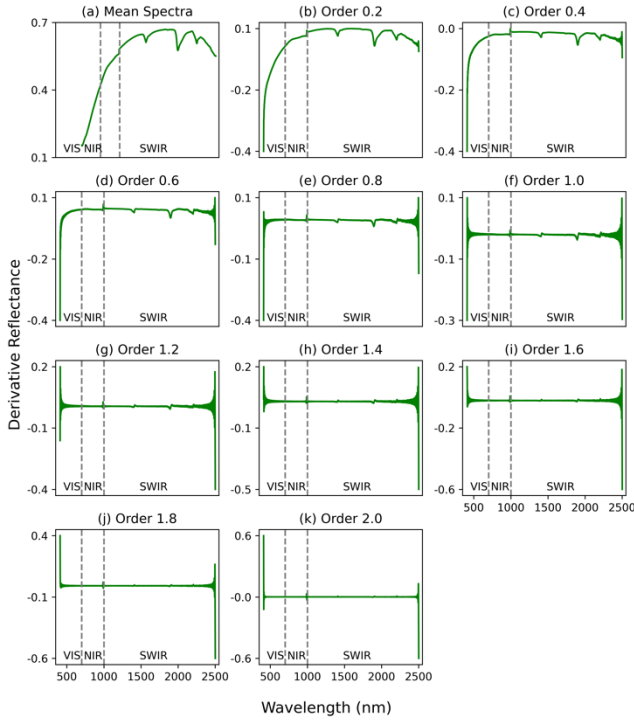 (a) Mean Spectra
(b) Order 0.2
(c) Order 0.4
0.7
0.4
0.1
VIS NIR SWIR
0.1
-0.2
-0.4
VIS NIR SWIR
0.0
-0.2
-0.4
VIS NIR SWIR
(d) Order 0.6
(e) Order 0.8
(f) Order 1.0
0.1
-0.2
-0.4
VIS NIR SWIR
0.1
-0.2
-0.4
VIS NIR SWIR
0.1
-0.1
-0.3
VIS NIR SWIR
Derivative Reflectance
(g) Order 1.2
(h) Order 1.4
(i) Order 1.6
0.2
-0.1
-0.4
VIS NIR SWIR
0.2
-0.1
-0.5
VIS NIR SWIR
0.2
-0.2
-0.6
VIS NIR SWIR
500 1000 1500 2000 2500
(j) Order 1.8
(k) Order 2.0
0.4
-0.1
-0.6
VIS NIR SWIR
500 1000 1500 2000 2500
0.6
-0.0
-0.6
VIS NIR SWIR
500 1000 1500 2000 2500
Wavelength (nm)